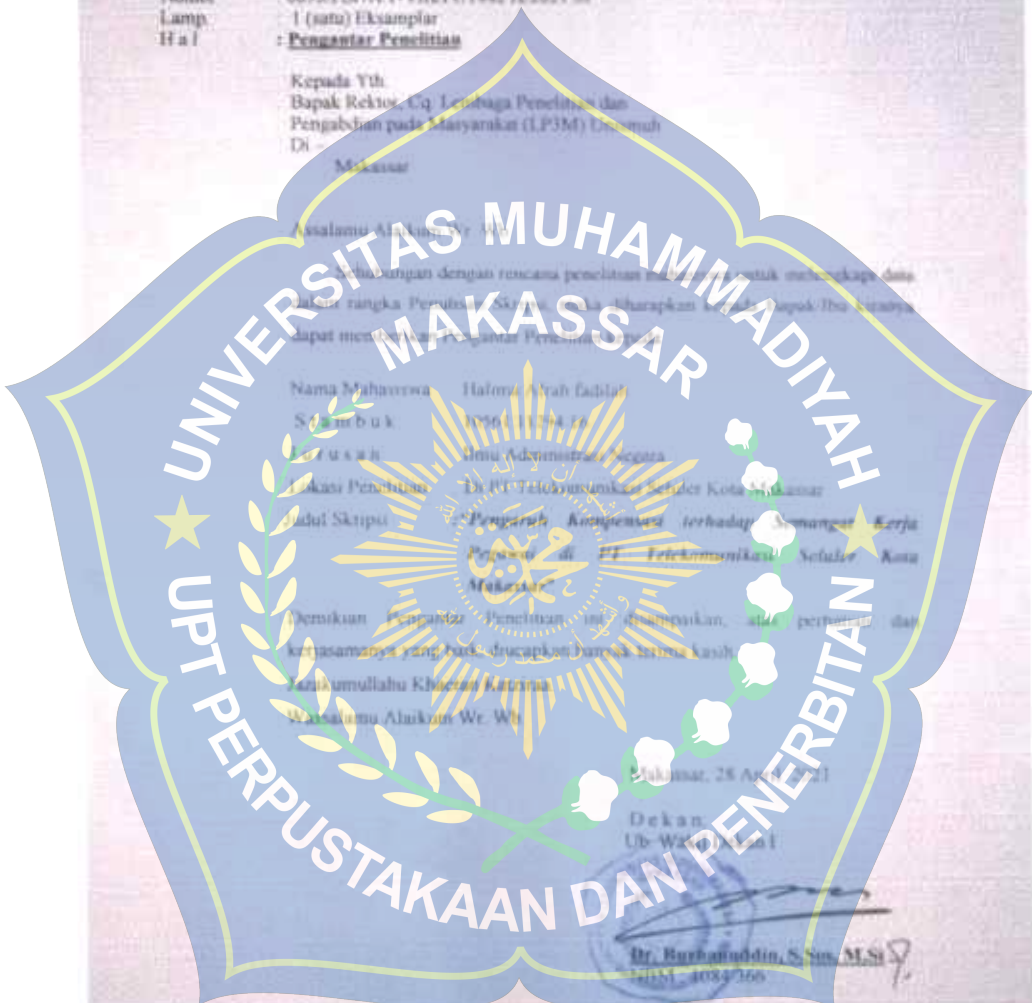 Lamp. : 1 (satu) Eksamplar
H a l : Pengantar Penelitian
Kepada Yth.
Bapak Rektor, Cq. Lembaga Penelitian dan
Pengabdian pada Masyarakat (LP3M) Unismuh
Di –
Makassar
Assalamu Alaikum Wr. Wb.
Sehubungan dengan rencana penelitian mahasiswa untuk melengkapi data
dalam rangka Penulisan Skripsi, maka diharapkan kepada Bapak/Ibu kiranya
dapat memberikan Pengantar Penelitian kepada
Nama Mahasiswa Halima fadilah
S t a m b u k
J u r u s a n Ilmu Administrasi Negara
Lokasi Penelitian Di PT Telekomunikasi Seluler Kota Makassar
Judul Skripsi : "Pengaruh Kompensasi terhadap Semangat Kerja
Pegawai di PT Telekomunikasi Seluler Kota
Makassar"
Demikian Pengantar Penelitian ini disampaikan, atas perhatian dan
kerjasamanya yang baik diucapkan banyak terima kasih.
Jazakumullahu Khaeran Katziraa
Wassalamu Alaikum Wr. Wb.
Makassar, 28 April 2021
D e k a n,
Ub. Wakil Dekan I
Dr. Burhanuddin, S.Sos, M.Si
NBM. 1084 366
UNIVERSITAS MUHAMMADIYAH
MAKASSAR
UPT PERPUSTAKAAN DAN PENERBITAN
محمد